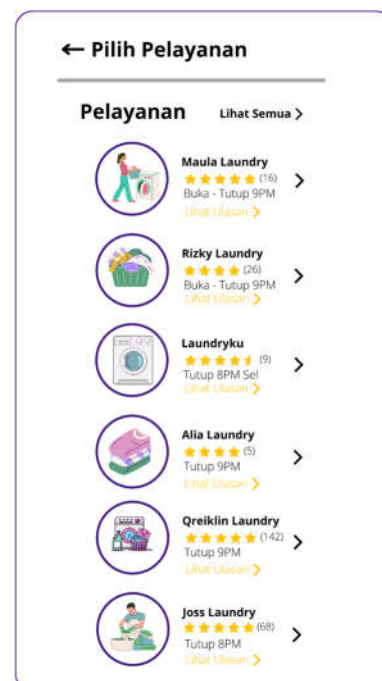 ← Pilih Pelayanan
Pelayanan
Lihat Semua >
Maula Laundry
(16)
Buka - Tutup 9PM
Lihat Ulasan >
Rizky Laundry
(26)
Buka - Tutup 9PM
Lihat Ulasan >
Laundryku
(9)
Tutup 8PM Sel
Lihat Ulasan >
Alia Laundry
(5)
Tutup 9PM
Lihat Ulasan >
Qreiklin Laundry
(142)
Tutup 9PM
Lihat Ulasan >
Joss Laundry
(68)
Tutup 8PM
Lihat Ulasan >